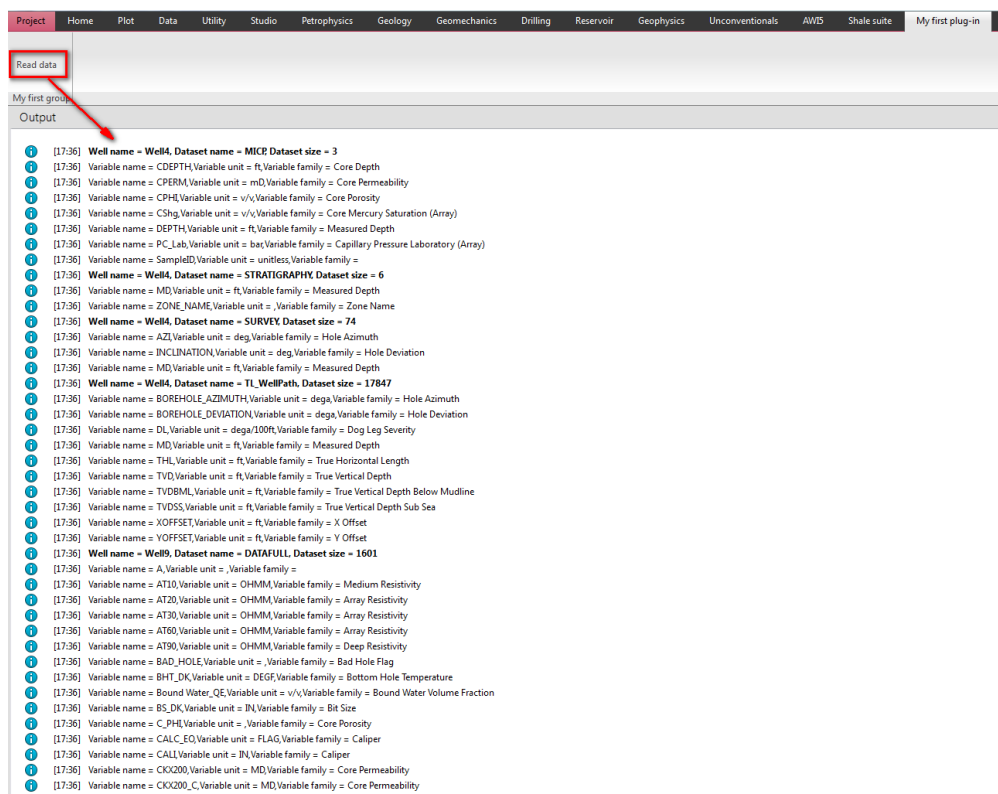 Project Home Plot Data Utility Studio Petrophysics Geology Geomechanics Drilling Reservoir Geophysics Unconventionals AWI5 Shale suite My first plug-in
Read data
My first group
Output
[17:36] Well name = Well4, Dataset name = MICP, Dataset size = 3
[17:36] Variable name = CDEPTH,Variable unit = ft,Variable family = Core Depth
[17:36] Variable name = CPERM,Variable unit = mD,Variable family = Core Permeability
[17:36] Variable name = CPHI,Variable unit = v/v,Variable family = Core Porosity
[17:36] Variable name = CShg,Variable unit = v/v,Variable family = Core Mercury Saturation (Array)
[17:36] Variable name = DEPTH,Variable unit = ft,Variable family = Measured Depth
[17:36] Variable name = PC_Lab,Variable unit = bar,Variable family = Capillary Pressure Laboratory (Array)
[17:36] Variable name = SampleID,Variable unit = unitless,Variable family =
[17:36] Well name = Well4, Dataset name = STRATIGRAPHY, Dataset size = 6
[17:36] Variable name = MD,Variable unit = ft,Variable family = Measured Depth
[17:36] Variable name = ZONE_NAME,Variable unit = ,Variable family = Zone Name
[17:36] Well name = Well4, Dataset name = SURVEY, Dataset size = 74
[17:36] Variable name = AZI,Variable unit = deg,Variable family = Hole Azimuth
[17:36] Variable name = INCLINATION,Variable unit = deg,Variable family = Hole Deviation
[17:36] Variable name = MD,Variable unit = ft,Variable family = Measured Depth
[17:36] Well name = Well4, Dataset name = TL_WellPath, Dataset size = 17847
[17:36] Variable name = BOREHOLE_AZIMUTH,Variable unit = dega,Variable family = Hole Azimuth
[17:36] Variable name = BOREHOLE_DEVIATION,Variable unit = dega,Variable family = Hole Deviation
[17:36] Variable name = DL,Variable unit = dega/100ft,Variable family = Dog Leg Severity
[17:36] Variable name = MD,Variable unit = ft,Variable family = Measured Depth
[17:36] Variable name = THL,Variable unit = ft,Variable family = True Horizontal Length
[17:36] Variable name = TVD,Variable unit = ft,Variable family = True Vertical Depth
[17:36] Variable name = TVDBML,Variable unit = ft,Variable family = True Vertical Depth Below Mudline
[17:36] Variable name = TVDSS,Variable unit = ft,Variable family = True Vertical Depth Sub Sea
[17:36] Variable name = XOFFSET,Variable unit = ft,Variable family = X Offset
[17:36] Variable name = YOFFSET,Variable unit = ft,Variable family = Y Offset
[17:36] Well name = Well9, Dataset name = DATAFULL, Dataset size = 1601
[17:36] Variable name = A,Variable unit = ,Variable family =
[17:36] Variable name = AT10,Variable unit = OHMM,Variable family = Medium Resistivity
[17:36] Variable name = AT20,Variable unit = OHMM,Variable family = Array Resistivity
[17:36] Variable name = AT30,Variable unit = OHMM,Variable family = Array Resistivity
[17:36] Variable name = AT60,Variable unit = OHMM,Variable family = Array Resistivity
[17:36] Variable name = AT90,Variable unit = OHMM,Variable family = Deep Resistivity
[17:36] Variable name = BAD_HOLE,Variable unit = ,Variable family = Bad Hole Flag
[17:36] Variable name = BHT_DK,Variable unit = DEGF,Variable family = Bottom Hole Temperature
[17:36] Variable name = Bound Water_QE,Variable unit = v/v,Variable family = Bound Water Volume Fraction
[17:36] Variable name = BS_DK,Variable unit = IN,Variable family = Bit Size
[17:36] Variable name = C_PHI,Variable unit = ,Variable family = Core Porosity
[17:36] Variable name = CALC_EO,Variable unit = FLAG,Variable family = Caliper
[17:36] Variable name = CALI,Variable unit = IN,Variable family = Caliper
[17:36] Variable name = CKX200,Variable unit = MD,Variable family = Core Permeability
[17:36] Variable name = CKX200_C,Variable unit = MD,Variable family = Core Permeability